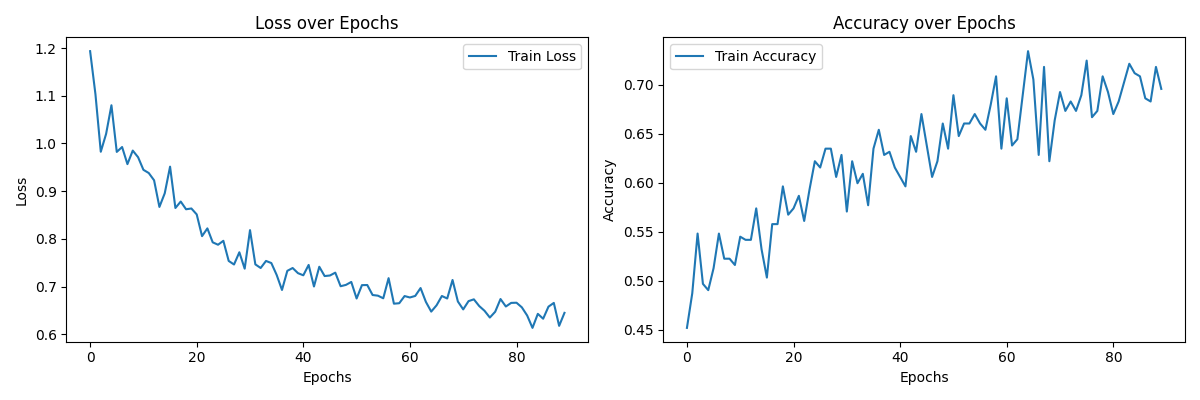 Loss over Epochs
Train Loss
1.2
1.1
1.0
0.9
0.8
0.7
0.6
Loss
0 20 40 60 80
Epochs
Accuracy over Epochs
Train Accuracy
0.70
0.65
0.60
0.55
0.50
0.45
Accuracy
0 20 40 60 80
Epochs